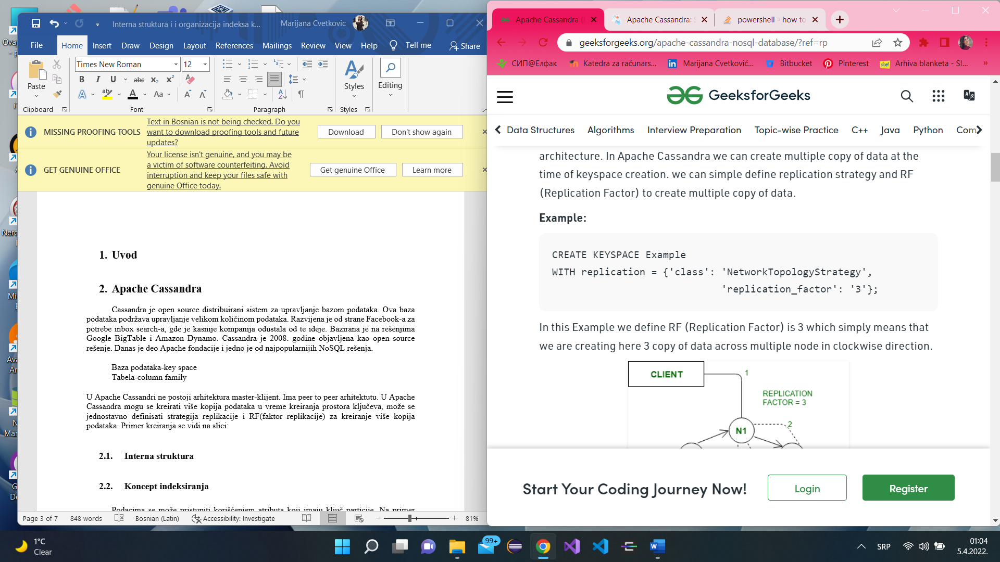 Interna struktura i i organizacija indeksa k...
Marijana Cvetkovic
File
Home
Insert
Draw
Design
Layout
References
Mailings
Review
View
Help
Tell me
Share
Times New Roman
12
Paste
Styles
Editing
Clipboard
Font
Paragraph
Styles
MISSING PROOFING TOOLS
Text in Bosnian is not being checked. Do you
want to download proofing tools and future
updates?
Download
Don't show again
GET GENUINE OFFICE
Your license isn't genuine, and you may be
a victim of software counterfeiting. Avoid
interruption and keep your files safe with
genuine Office today.
Get genuine Office
Learn more
1. Uvod
2. Apache Cassandra
Cassandra je open source distribuirani sistem za upravljanje bazom podataka. Ova baza
podataka podržava upravljanje velikom količinom podataka. Razvijena je od strane Facebook-a za
potrebe inbox search-a, gde je kasnije kompanija odustala od te ideje. Bazirana je na rešenjima
Google BigTable i Amazon Dynamo. Cassandra je 2008. godine objavljena kao open source
rešenje. Danas je deo Apache fondacije i jedno je od najpopularnijih NoSQL rešenja.
Baza podataka-key space
Tabela-column family
U Apache Cassandri ne postoji arhitektura master-klijent. Ima peer to peer arhitektutu. U Apache
Cassandra mogu se kreirati više kopija podataka u vreme kreiranja prostora ključeva, može se
jednostavno definisati strategija replikacije i RF(faktor replikacije) za kreiranje više kopija
podataka. Primer kreiranja se vidi na slici:
2.1. Interna struktura
2.2. Koncept indeksiranja
Podacima se može pristupiti korišćenjem atributa koji imaju ključ particije. Na primer
Page 3 of 7
848 words
Bosnian (Latin)
Accessibility: Investigate
81%
Apache Cassandra (
Apache Cassandra: S
powershell - how to
geeksforgeeks.org/apache-cassandra-nosql-database/?ref=rp
СИП@Елфак
Katedra za računars...
Marijana Cvetković...
Bitbucket
Pinterest
Arhiva blanketa - Sl...
GeeksforGeeks
Data Structures
Algorithms
Interview Preparation
Topic-wise Practice
C++
Java
Python
Com
architecture. In Apache Cassandra we can create multiple copy of data at the
time of keyspace creation. we can simple define replication strategy and RF
(Replication Factor) to create multiple copy of data.
Example:
CREATE KEYSPACE Example
WITH replication = {'class': 'NetworkTopologyStrategy',
'replication_factor': '3'};
In this Example we define RF (Replication Factor) is 3 which simply means that
we are creating here 3 copy of data across multiple node in clockwise direction.
CLIENT
1
REPLICATION
FACTOR = 3
2
N1
Start Your Coding Journey Now!
Login
Register
1°C
Clear
99+
SRP
01:04
5.4.2022.